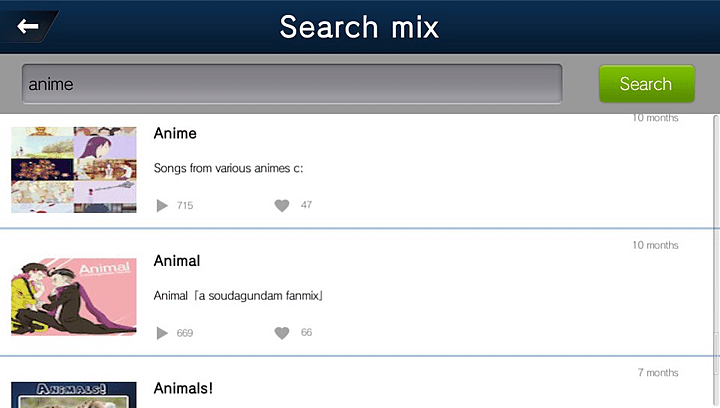 Search mix
anime
Search
10 months
Anime
Songs from various animes c:
715
47
10 months
Animal
Animal
Animal「a soudagundam fanmix」
669
66
7 months
ANIMALS!
Animals!